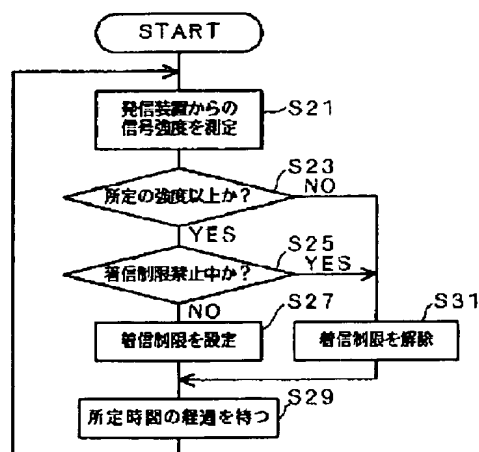 START
発信装置からの
信号強度を測定
S21
所定の強度以上か?
S23
NO
YES
着信制限禁止中か?
S25
YES
NO
着信制限を設定
S27
着信制限を解除
S31
所定時間の経過を待つ
S29